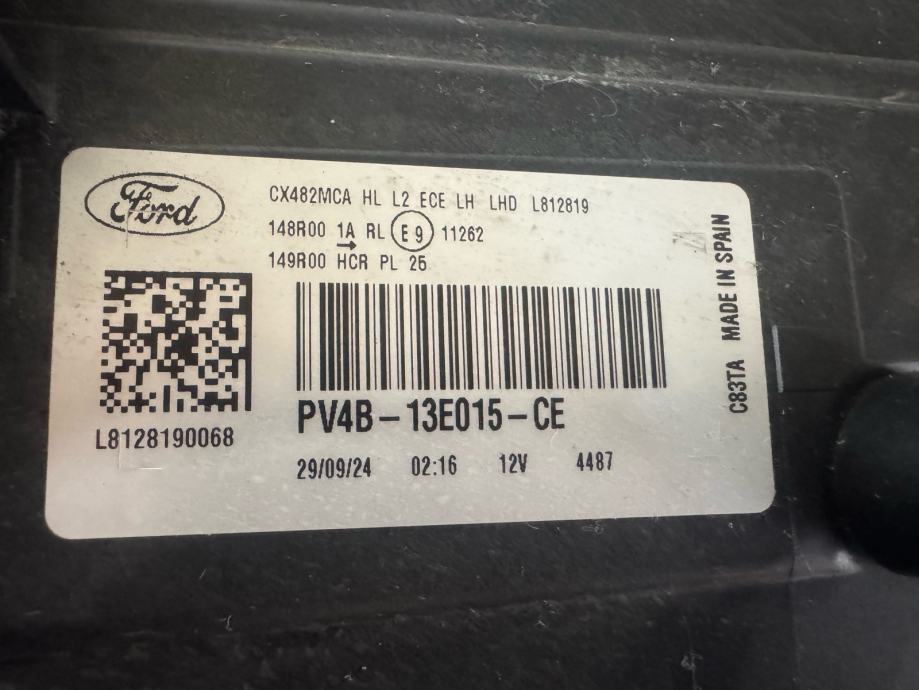 Ford
CX482MCA HL L2 ECE LH LHD L812819
148R00 1A RL E9 11262
→
149R00 HCR PL 25
L8128190068
PV4B-13E015-CE
29/09/24 02:16 12V 4487
C83TA MADE IN SPAIN